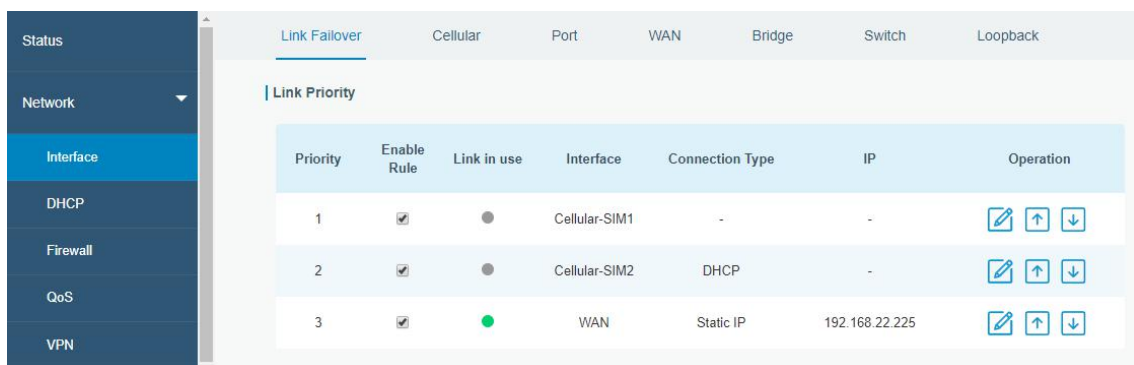 Status
Network
Interface
DHCP
Firewall
QoS
VPN
Link Failover Cellular Port WAN Bridge Switch Loopback
Link Priority
Priority Enable Rule Link in use Interface Connection Type IP Operation
1 Cellular-SIM1 - -
2 Cellular-SIM2 DHCP -
3 WAN Static IP 192.168.22.225